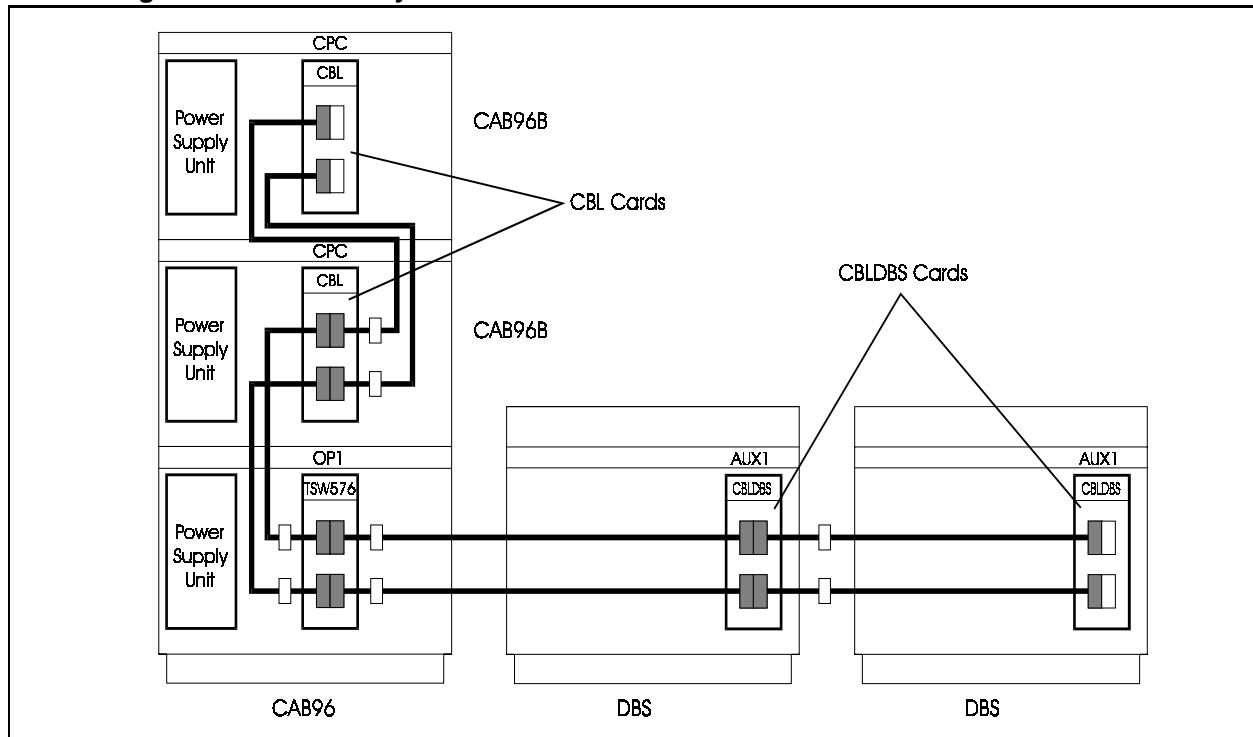 CPC
CBL
Power
Supply
Unit
CAB96B
CBL Cards
CPC
CBL
Power
Supply
Unit
CAB96B
CBLDBS Cards
OP1
TSW576
Power
Supply
Unit
AUX1
CBLDBS
AUX1
CBLDBS
CAB96
DBS
DBS